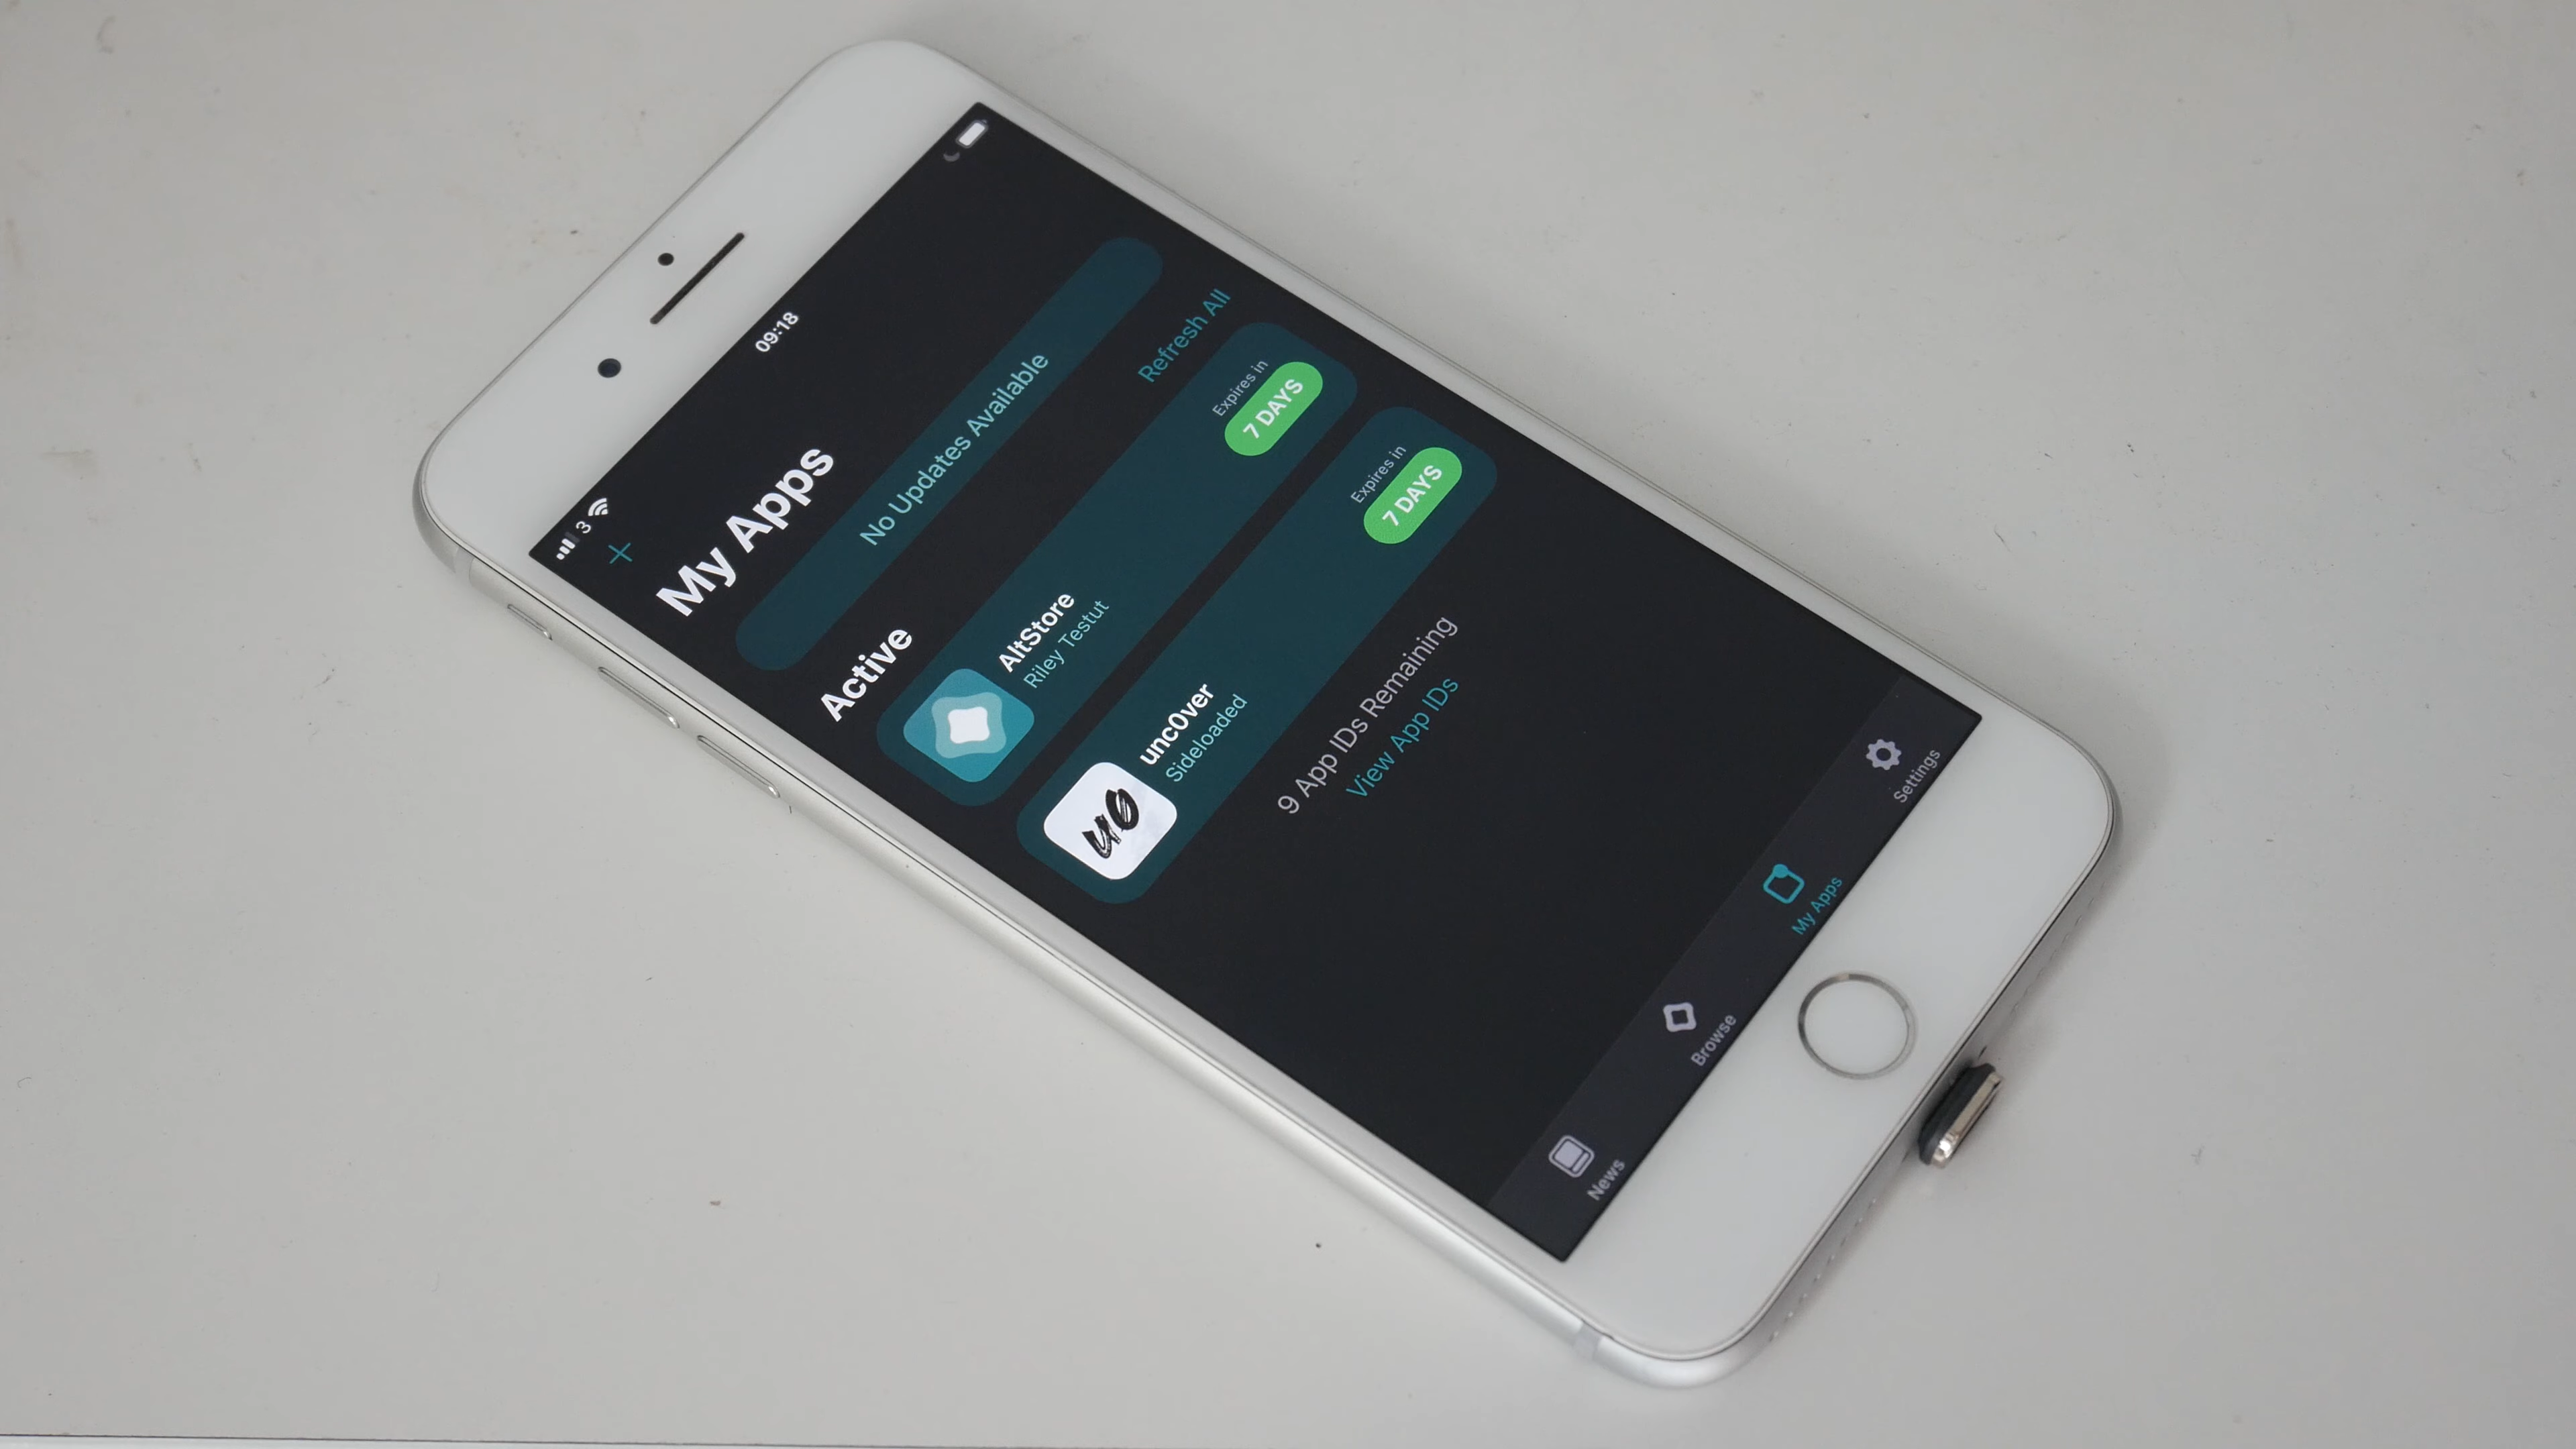 3
09:18
My Apps
No Updates Available
Active
Refresh All
AltStore
Riley Testut
Expires in
7 DAYS
u0
unc0ver
Sideloaded
Expires in
7 DAYS
9 App IDs Remaining
View App IDs
News
Browse
My Apps
Settings